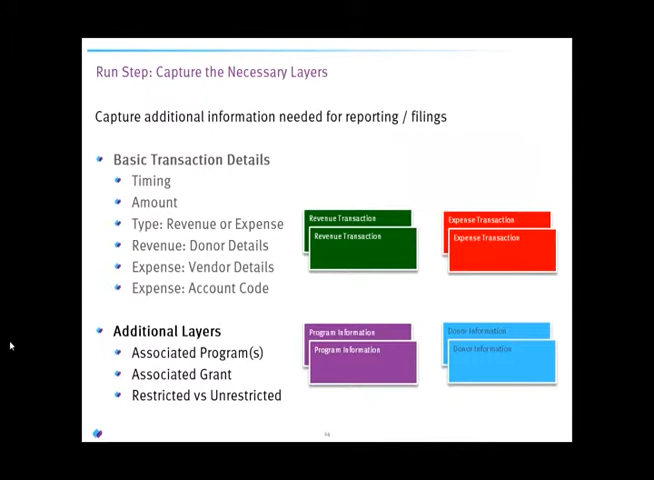 Run Step: Capture the Necessary Layers
Capture additional information needed for reporting / filings
Basic Transaction Details
Timing
Amount
Type: Revenue or Expense
Revenue: Donor Details
Expense: Vendor Details
Expense: Account Code
Revenue Transaction
Revenue Transaction
Expense Transaction
Expense Transaction
Additional Layers
Associated Program(s)
Associated Grant
Restricted vs Unrestricted
Program Information
Program Information
Donor Information
Donor Information